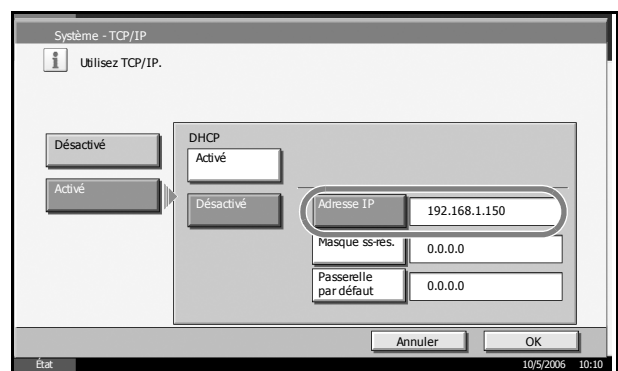 Système - TCP/IP
Utilisez TCP/IP.
Désactivé
Activé
DHCP
Activé
Désactivé
Adresse IP 192.168.1.150
Masque ss-rés. 0.0.0.0
Passerelle
par défaut 0.0.0.0
Annuler OK
État 10/5/2006 10:10